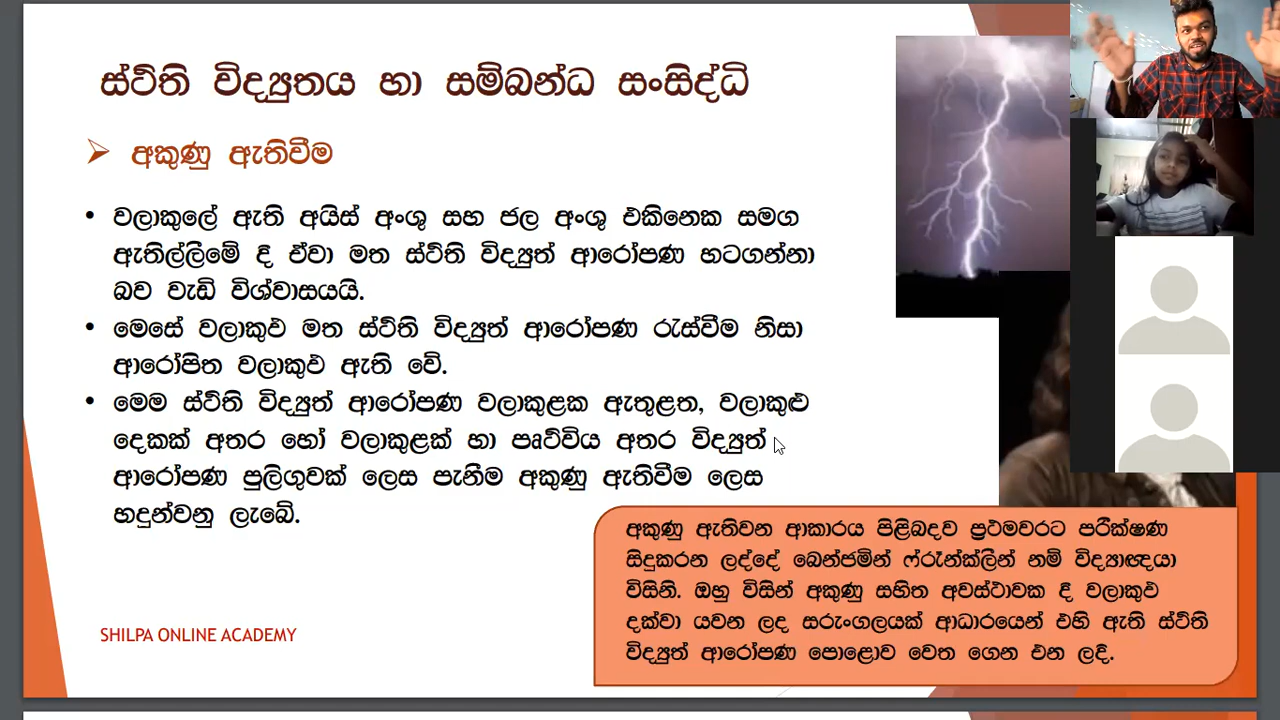 ස්ථිති විද්‍යුතය හා සම්බන්ධ සංසිද්ධි
අකුණු ඇතිවීම
වලාකුලේ ඇති අයිස් අංශු සහ ජල අංශු එකිනෙක සමග
ඇතිල්ලීමේ දී ඒවා මත ස්ථිති විද්‍යුත් ආරෝපණ හටගන්නා
බව වැඩි විශ්වාසයයි.
මෙසේ වලාකුළු මත ස්ථිති විද්‍යුත් ආරෝපණ රැස්වීම නිසා
ආරෝපිත වලාකුළු ඇති වේ.
මෙම ස්ථිති විද්‍යුත් ආරෝපණ වලාකුළක ඇතුළත, වලාකුළු
දෙකක් අතර හෝ වලාකුළක් හා පෘථ්විය අතර විද්‍යුත්
ආරෝපණ පුලිගුවක් ලෙස පැනීම අකුණු ඇතිවීම ලෙස
හඳුන්වනු ලැබේ.
අකුණු ඇතිවන ආකාරය පිළිබඳව ප්‍රථමවරට පරීක්ෂණ
සිදුකරන ලද්දේ බෙන්ජමින් ෆ්රෑන්ක්ලීන් නම් විද්‍යාඥයා
විසිනි. ඔහු විසින් අකුණු සහිත අවස්ථාවක දී වලාකුළු
දක්වා යවන ලද සරුංගලයක් ආධාරයෙන් එහි ඇති ස්ථිති
විද්‍යුත් ආරෝපණ පොළොව වෙත ගෙන එන ලදී.
SHILPA ONLINE ACADEMY